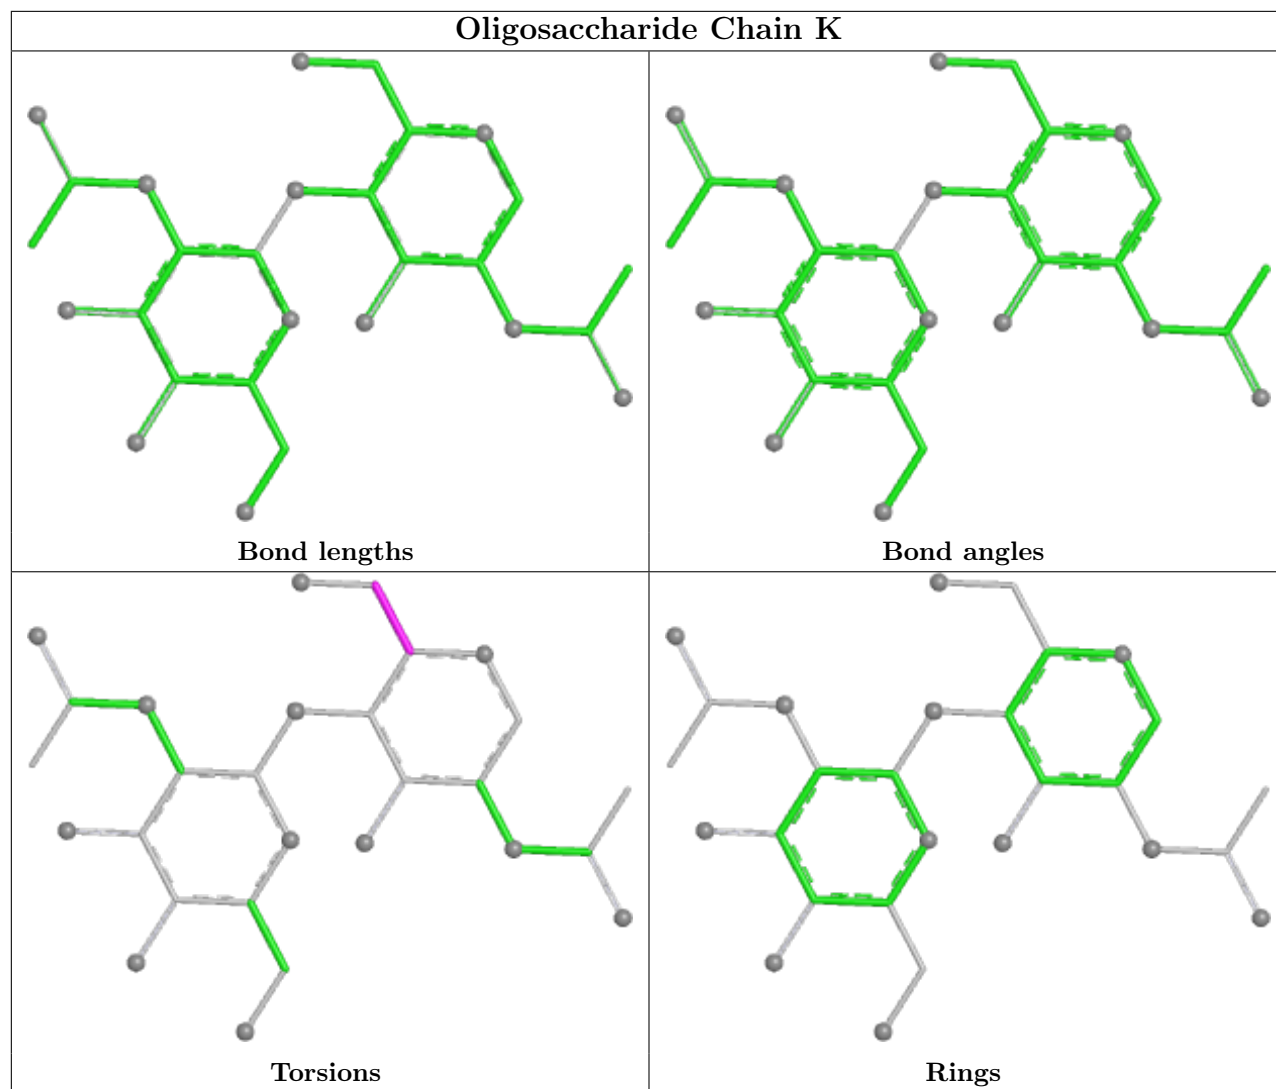 Oligosaccharide Chain K
Bond lengths
Bond angles
Torsions
Rings